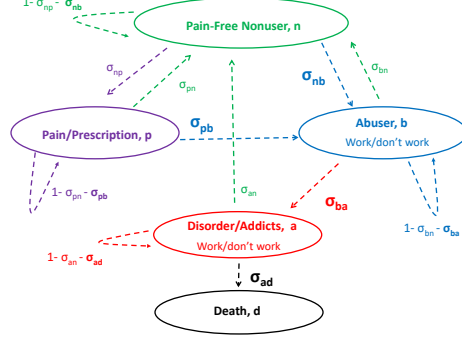 1- σnp - σnb
Pain-Free Nonuser, n
σnp
σpn
σnb
σbn
Pain/Prescription, p
σpb
Abuser, b
Work/don't work
1- σpn - σpb
σan
σba
1- σbn - σba
Disorder/Addicts, a
Work/don't work
1- σan - σad
σad
Death, d